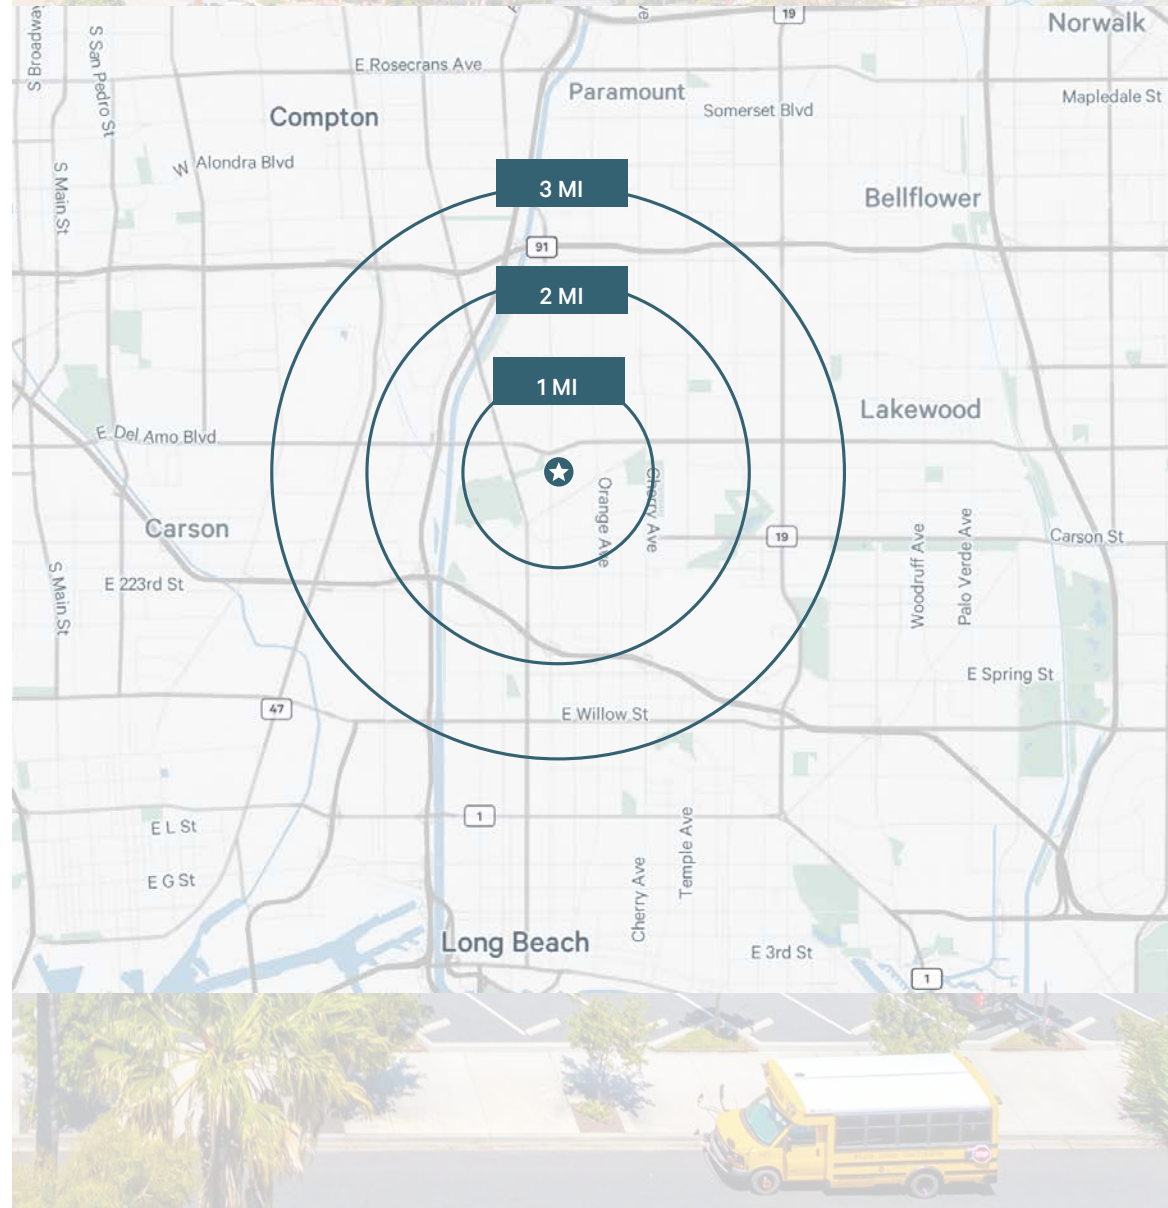 19
Norwalk
S Broadway
S San Pedro St
E Rosecrans Ave
Paramount
Somerset Blvd
Mapledale St
Compton
W Alondra Blvd
S Main St
3 MI
Bellflower
91
2 MI
1 MI
Lakewood
E Del Amo Blvd
Orange Ave
Cherry Ave
Carson
19
Carson St
Woodruff Ave
Palo Verde Ave
E 223rd St
S Main St
E Spring St
47
E Willow St
1
E L St
Temple Ave
E G St
Cherry Ave
Long Beach
E 3rd St
1
STOP